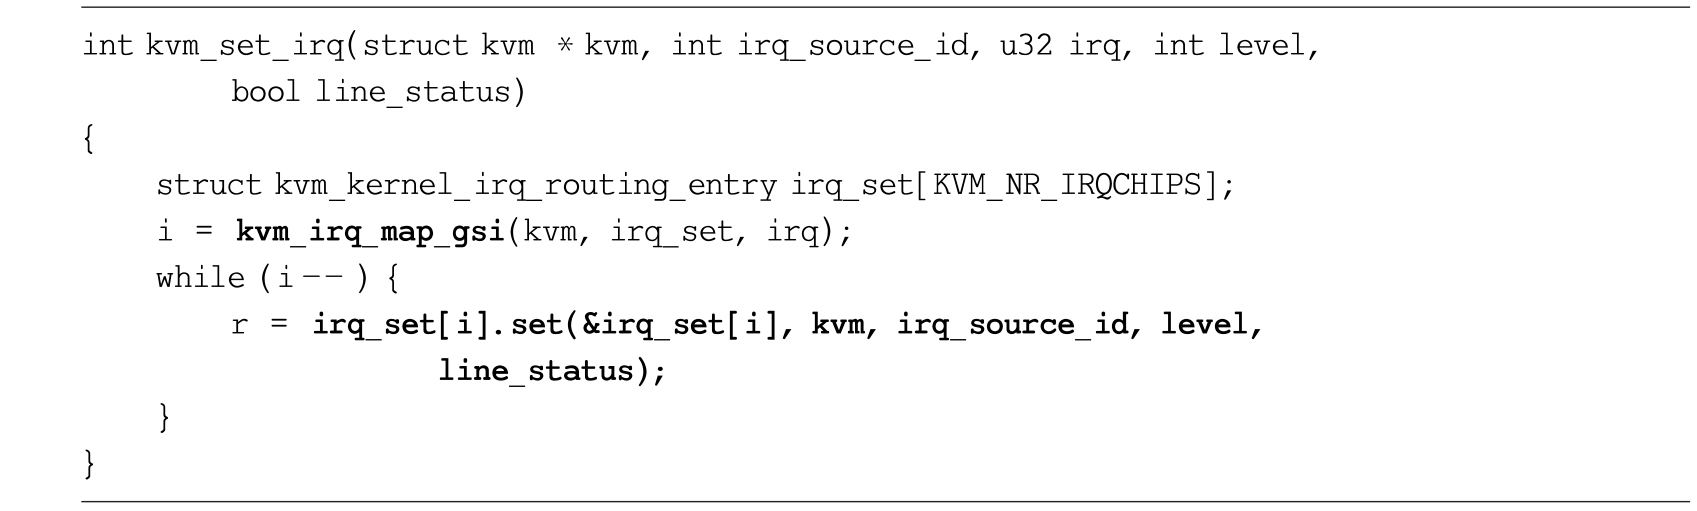 int kvm_set_irq(struct kvm * kvm, int irq_source_id, u32 irq, int level,
bool line_status)
{
struct kvm_kernel_irq_routing_entry irq_set[KVM_NR_IRQCHIPS];
i = kvm_irq_map_gsi(kvm, irq_set, irq);
while (i-- ) {
r = irq_set[i].set(&irq_set[i], kvm, irq_source_id, level,
line_status);
}
}